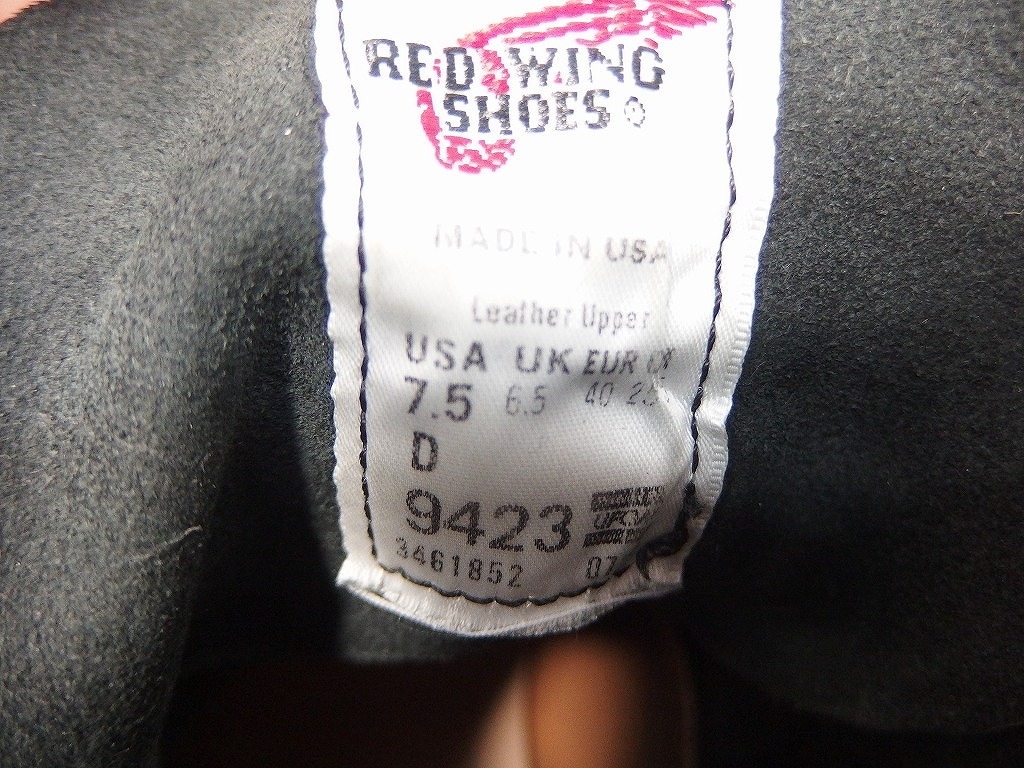 RED WING
SHOES ®
MADE IN USA
Leather Upper
USA UK EUR
7.5 6.5 40
D
9423 UFCW
3461852 07